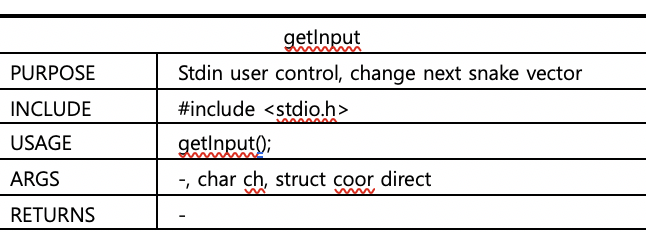 getInput
PURPOSE Stdin user control, change next snake vector
INCLUDE #include <stdio.h>
USAGE getInput();
ARGS -, char ch, struct coor direct
RETURNS -